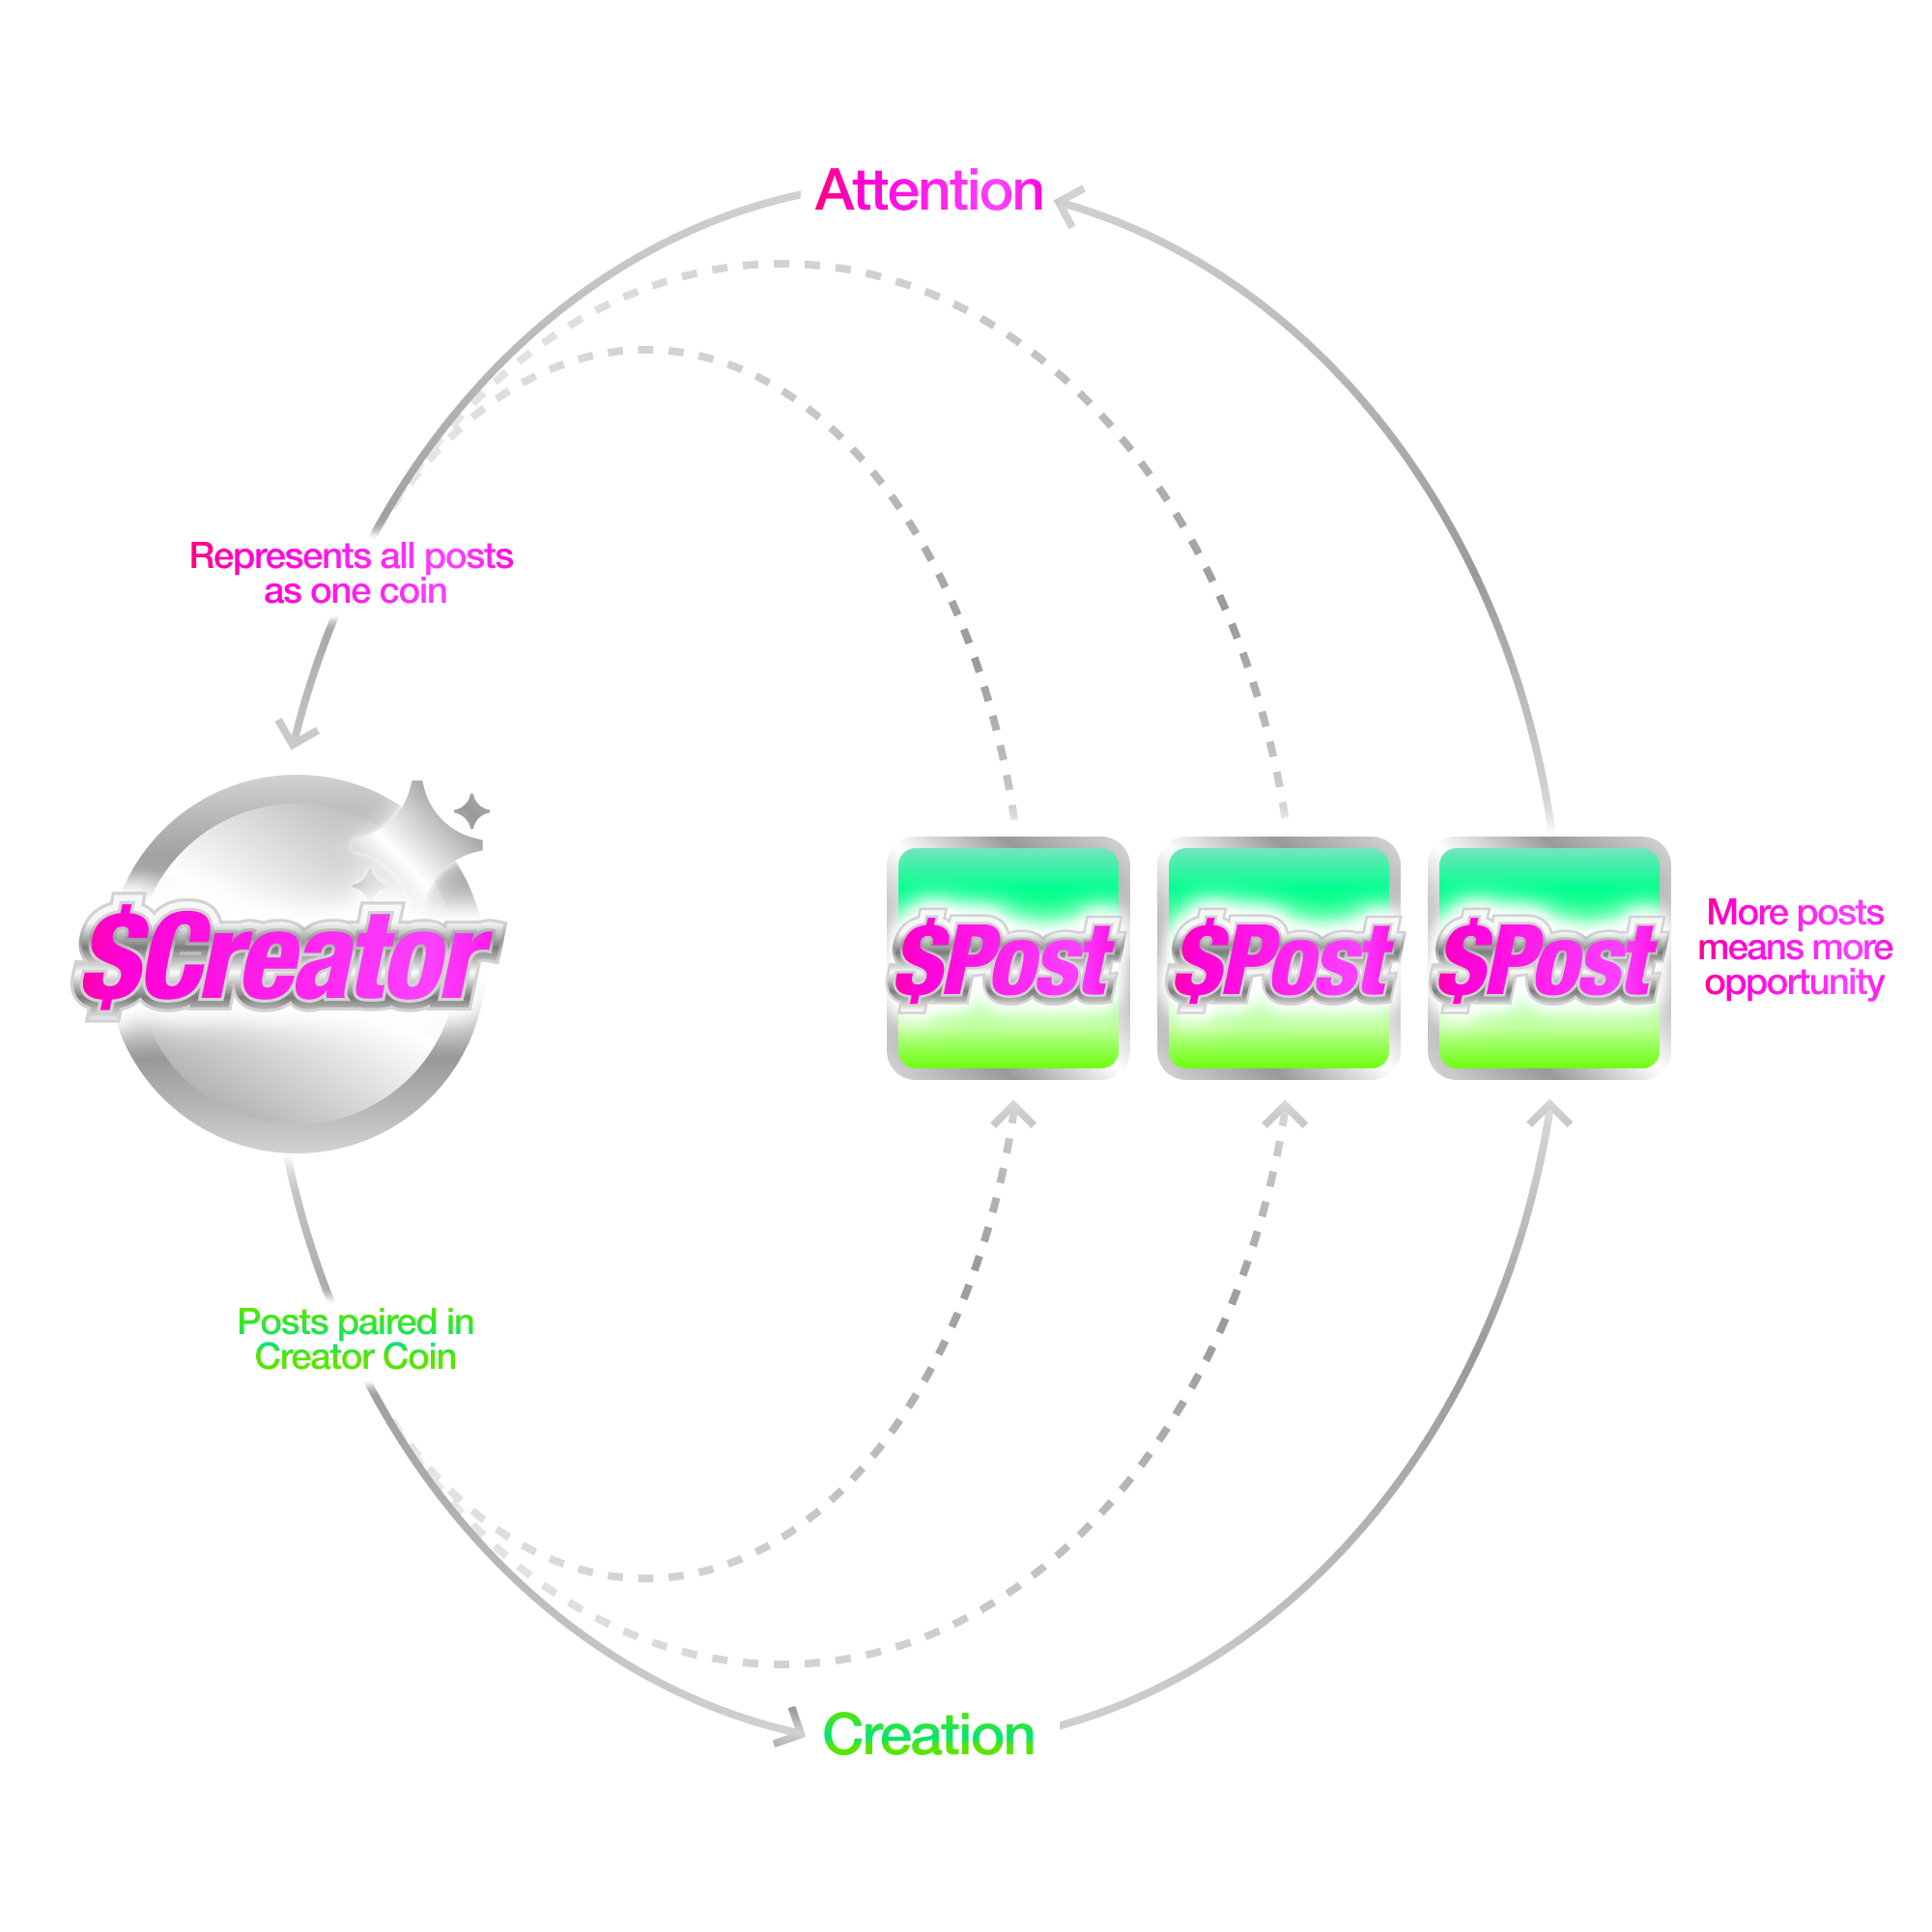 Attention
Represents all posts
as one coin
$Creator
$Post
$Post
$Post
More posts
means more
opportunity
Posts paired in
Creator Coin
Creation